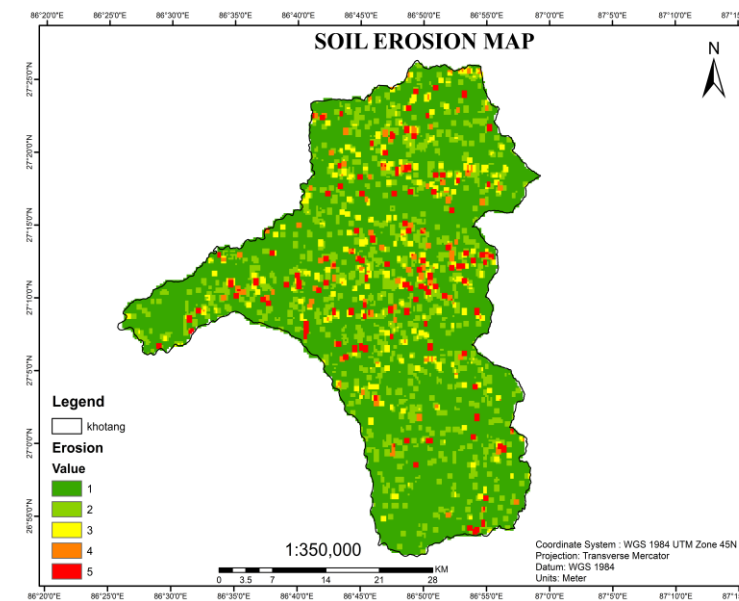 86°20'0"E 86°25'0"E 86°30'0"E 86°35'0"E 86°40'0"E 86°45'0"E 86°50'0"E 86°55'0"E 87°0'0"E 87°5'0"E 87°10'0"E
SOIL EROSION MAP
N
27°25'0"N
27°20'0"N
27°15'0"N
27°10'0"N
27°5'0"N
27°0'0"N
26°55'0"N
Legend
khotang
Erosion
Value
1
2
3
4
5
1:350,000
KM
0 3.5 7 14 21 28
Coordinate System : WGS 1984 UTM Zone 45N
Projection: Transverse Mercator
Datum: WGS 1984
Units: Meter
86°20'0"E 86°25'0"E 86°30'0"E 86°35'0"E 86°40'0"E 86°45'0"E 86°50'0"E 86°55'0"E 87°0'0"E 87°5'0"E 87°10'0"E